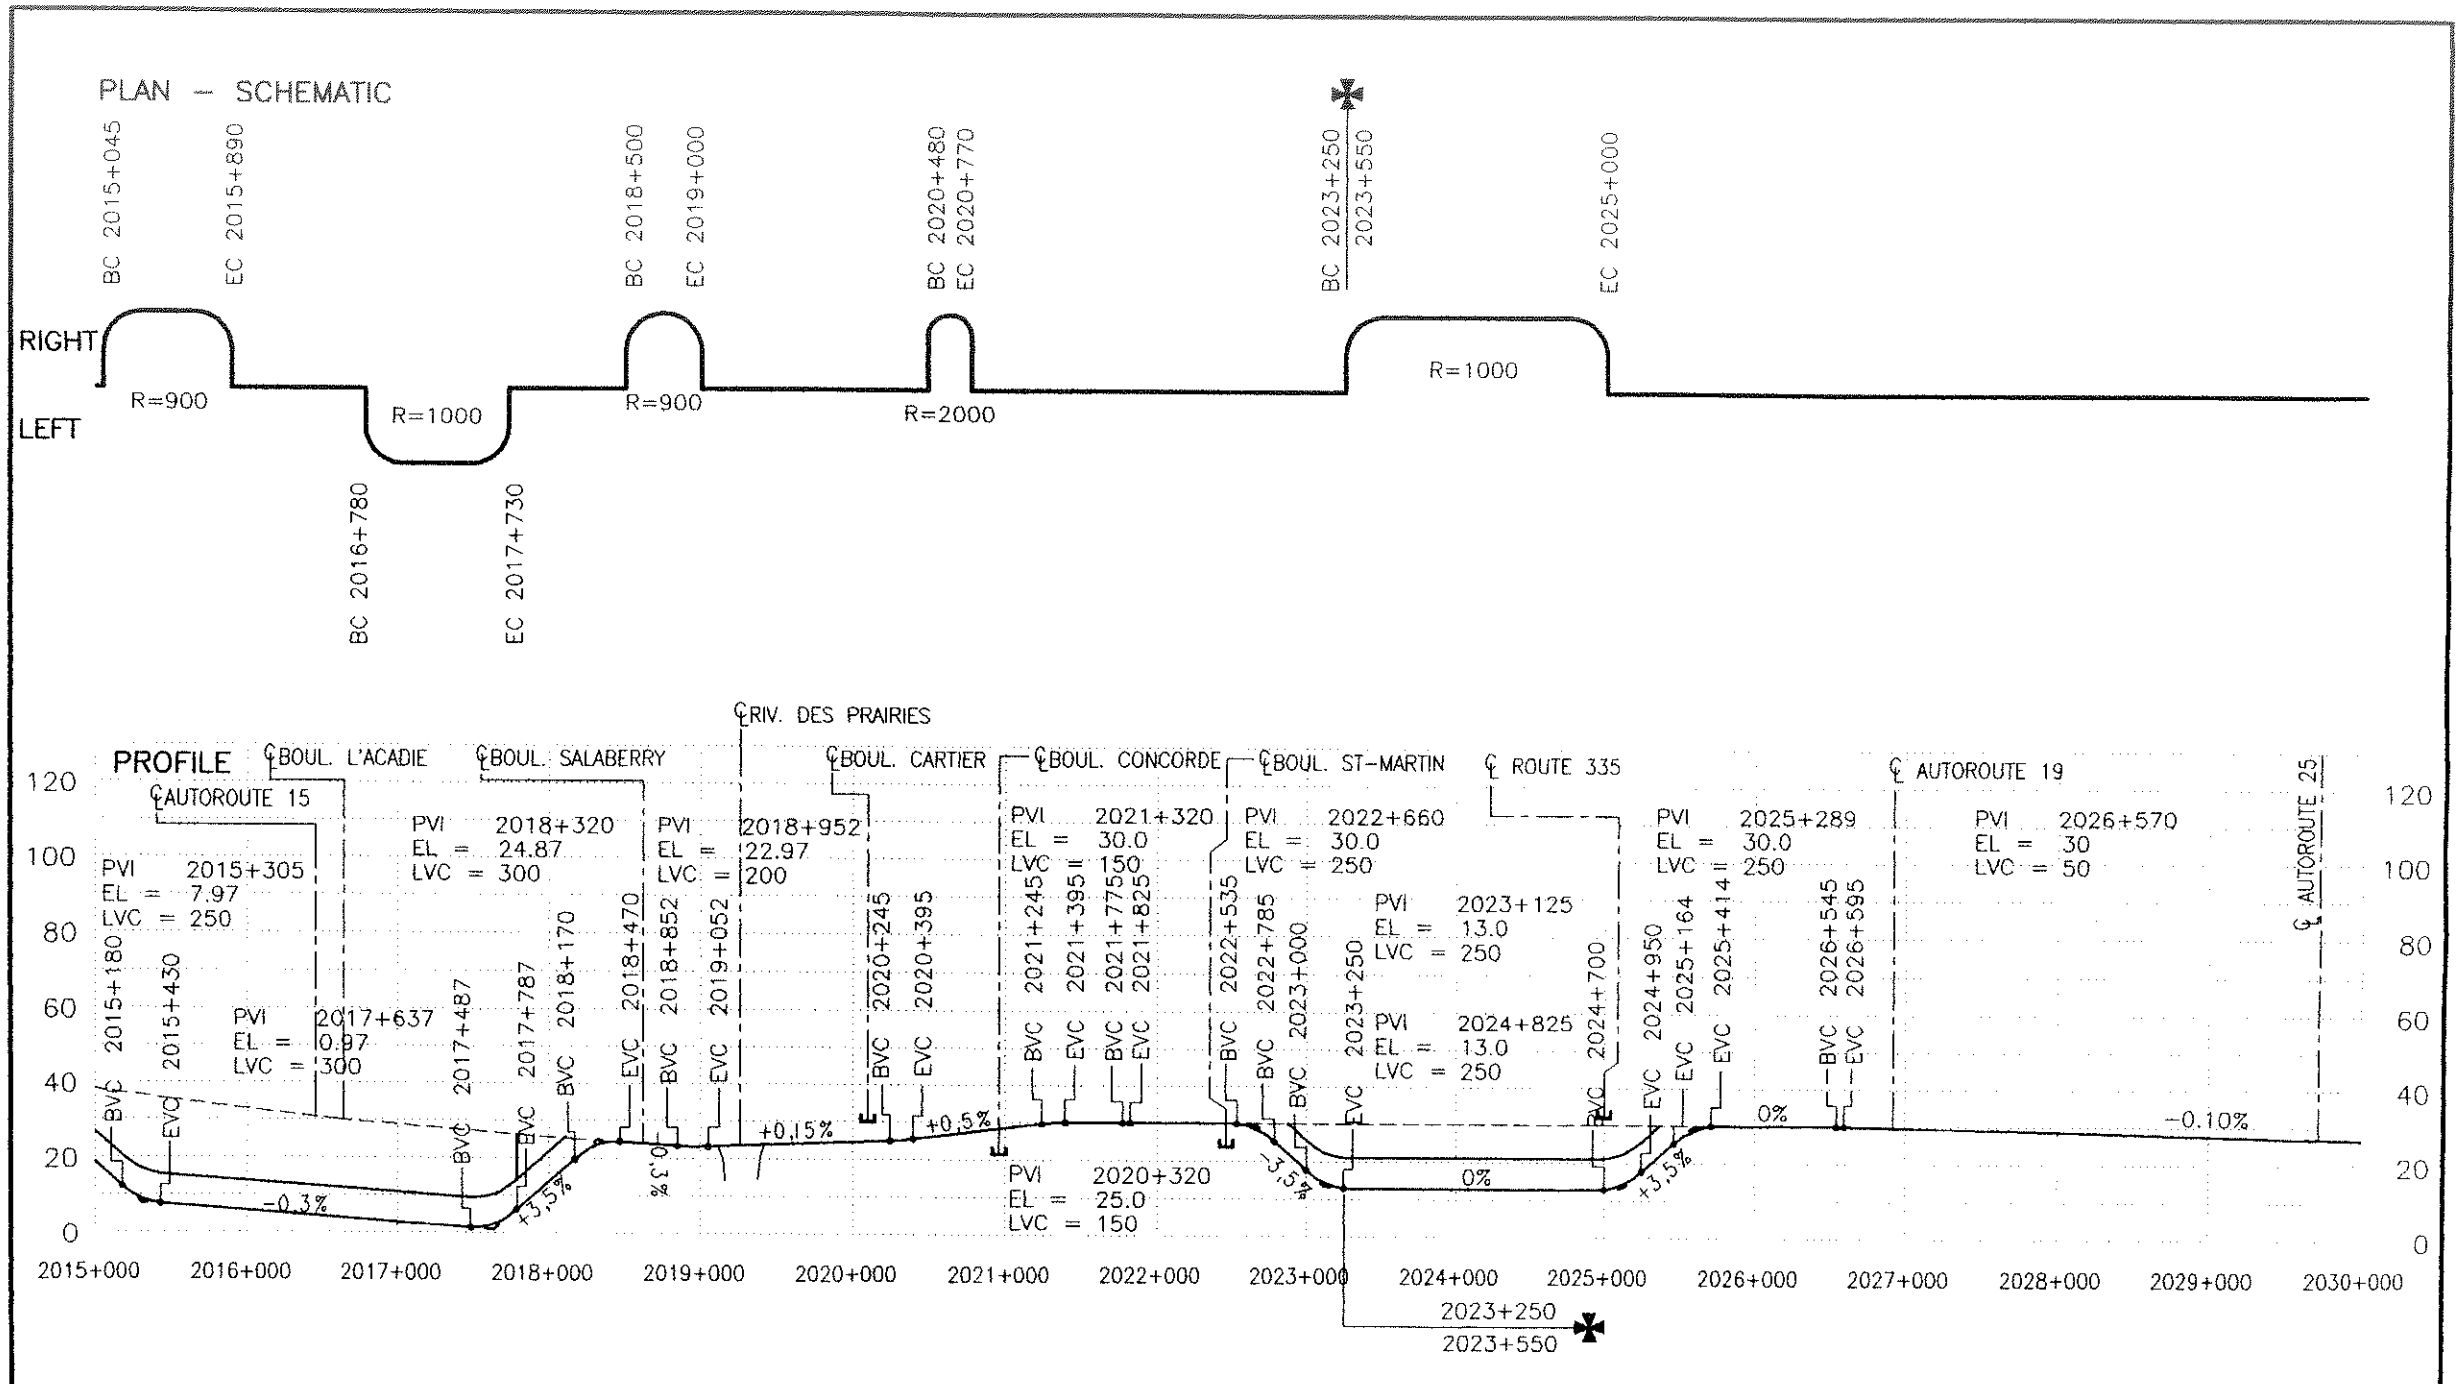 PLAN – SCHEMATIC
BC 2015+045
EC 2015+890
BC 2018+500
EC 2019+000
BC 2020+480
EC 2020+770
BC 2023+250
2023+550
EC 2025+000
RIGHT
LEFT
R=900
R=1000
R=900
R=2000
R=1000
BC 2016+780
EC 2017+730
PROFILE
℄RIV. DES PRAIRIES
℄BOUL. L'ACADIE
℄BOUL. SALABERRY
℄BOUL. CARTIER
℄BOUL. CONCORDE
℄BOUL. ST-MARTIN
℄ ROUTE 335
℄ AUTOROUTE 19
℄ AUTOROUTE 25
℄AUTOROUTE 15
120
100
80
60
40
20
0
PVI 2015+305
EL = 7.97
LVC = 250
PVI 2017+637
EL = 0.97
LVC = 300
PVI 2018+320
EL = 24.87
LVC = 300
PVI 2018+952
EL = 22.97
LVC = 200
PVI 2021+320
EL = 30.0
LVC = 150
PVI 2022+660
EL = 30.0
LVC = 250
PVI 2023+125
EL = 13.0
LVC = 250
PVI 2024+825
EL = 13.0
LVC = 250
PVI 2025+289
EL = 30.0
LVC = 250
PVI 2026+570
EL = 30
LVC = 50
PVI 2020+320
EL = 25.0
LVC = 150
BVC 2015+180
EVC 2015+430
BVC 2017+487
BVC 2017+787
BVC 2018+170
EVC 2018+470
BVC 2018+852
EVC 2019+052
BVC 2020+245
EVC 2020+395
BVC 2021+245
EVC 2021+395
BVC 2021+775
EVC 2021+825
BVC 2022+535
BVC 2022+785
BVC 2023+000
EVC 2023+250
BVC 2024+700
EVC 2024+950
EVC 2025+164
EVC 2025+414
BVC 2026+545
EVC 2026+595
-0.3%
+3,5%
-0.3%
+0,15%
+0,5%
-3,5%
0%
+3,5%
0%
-0.10%
120
100
80
60
40
20
0
2015+000 2016+000 2017+000 2018+000 2019+000 2020+000 2021+000 2022+000 2023+000 2024+000 2025+000 2026+000 2027+000 2028+000 2029+000 2030+000
2023+250
2023+550